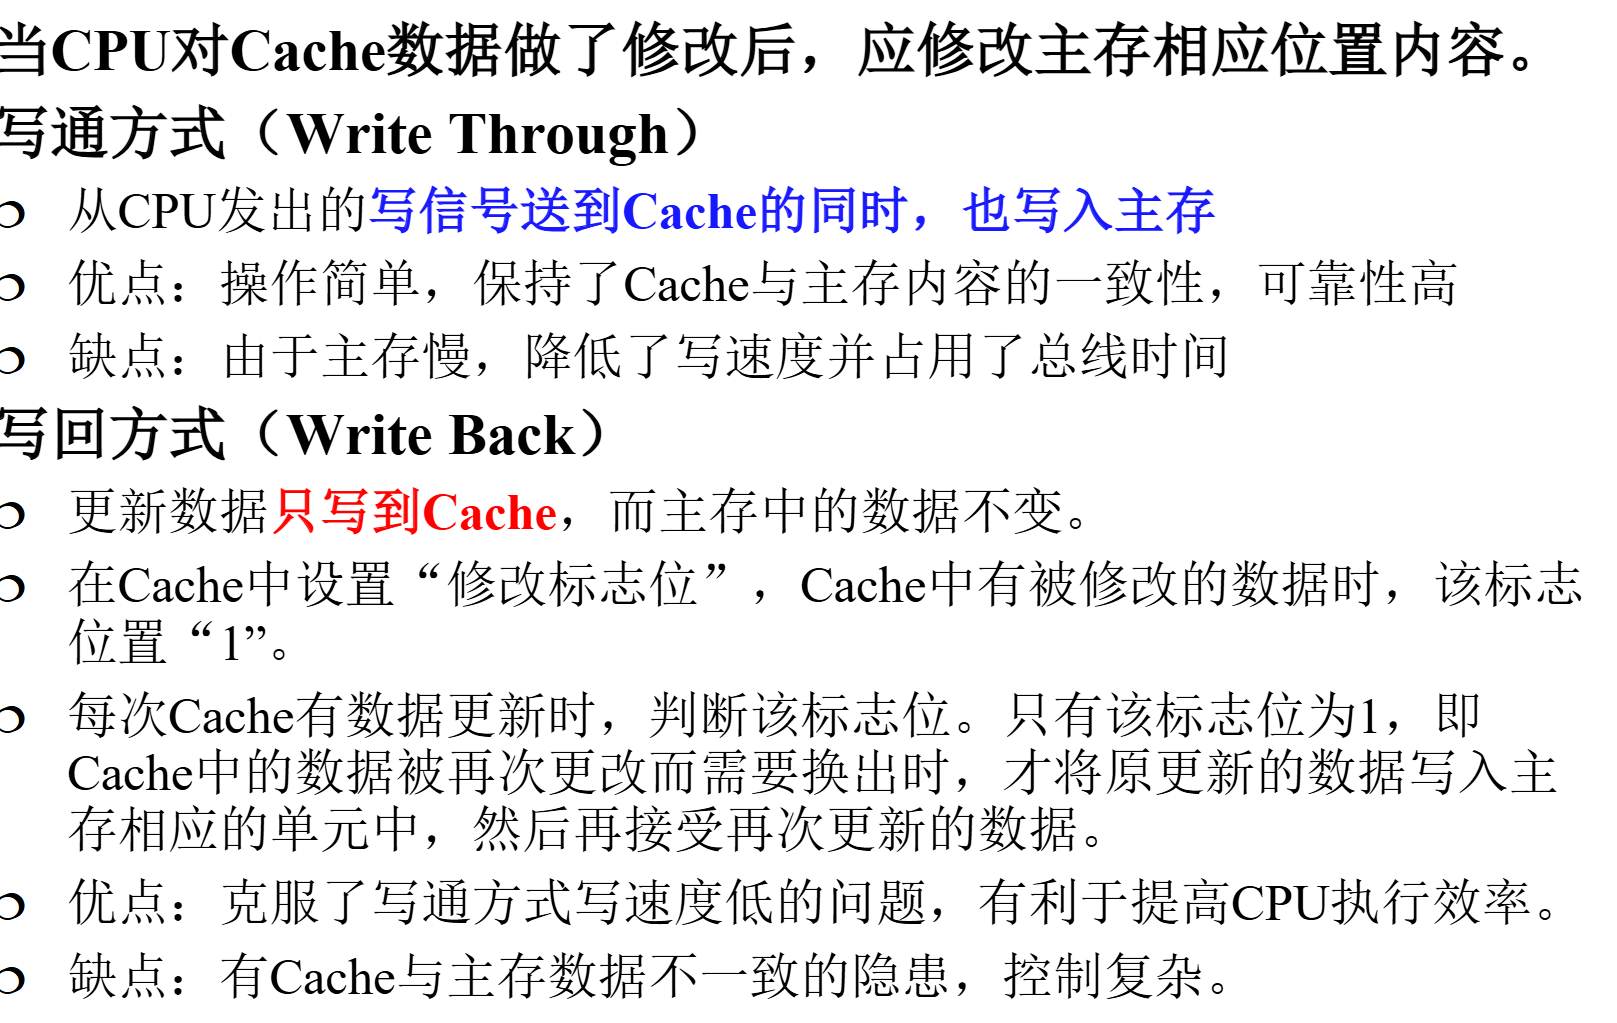 当CPU对Cache数据做了修改后，应修改主存相应位置内容。
写通方式（Write Through）
从CPU发出的写信号送到Cache的同时，也写入主存
优点：操作简单，保持了Cache与主存内容的一致性，可靠性高
缺点：由于主存慢，降低了写速度并占用了总线时间
写回方式（Write Back）
更新数据只写到Cache，而主存中的数据不变。
在Cache中设置“修改标志位”，Cache中有被修改的数据时，该标志
位置“1”。
每次Cache有数据更新时，判断该标志位。只有该标志位为1，即
Cache中的数据被再次更改而需要换出时，才将原更新的数据写入主
存相应的单元中，然后再接受再次更新的数据。
优点：克服了写通方式写速度低的问题，有利于提高CPU执行效率。
缺点：有Cache与主存数据不一致的隐患，控制复杂。